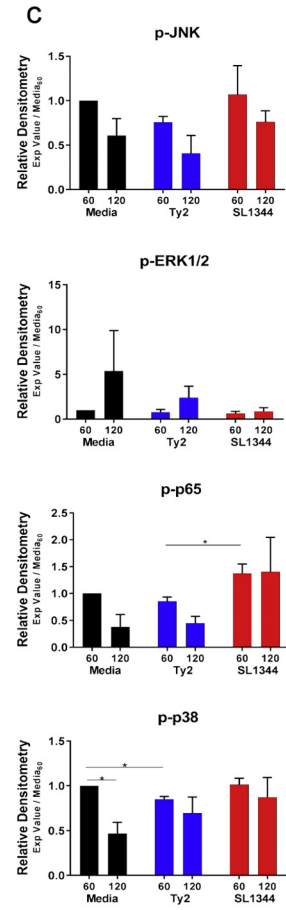 C
p-JNK
Relative Densitometry
Exp Value / Media₆₀
1.5
1.0
0.5
0.0
60 120 60 120 60 120
Media Ty2 SL1344
p-ERK1/2
Relative Densitometry
Exp Value / Media₆₀
15
10
5
0
60 120 60 120 60 120
Media Ty2 SL1344
p-p65
Relative Densitometry
Exp Value / Media₆₀
2.5
2.0
1.5
1.0
0.5
0.0
*
60 120 60 120 60 120
Media Ty2 SL1344
p-p38
Relative Densitometry
Exp Value / Media₆₀
1.5
1.0
0.5
0.0
*
*
60 120 60 120 60 120
Media Ty2 SL1344